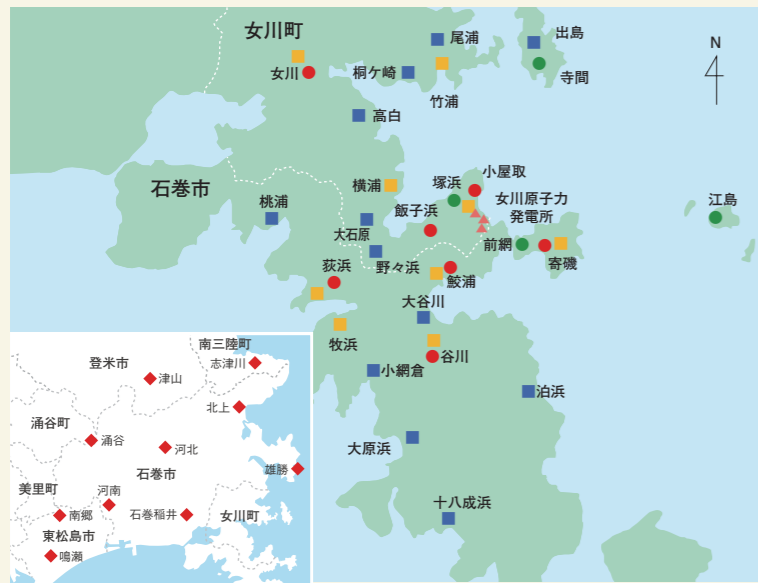 女川町
尾浦
出島
N
女川
桐ケ崎
竹浦
寺間
高白
石巻市
横浦
塚浜
小屋取
女川原子力
発電所
江島
桃浦
飯子浜
大石原
前網
寄磯
荻浜
野々浜
鮫浦
大谷川
牧浜
谷川
小網倉
泊浜
大原浜
十八成浜
南三陸町
志津川
登米市
津山
北上
涌谷町
涌谷
河北
石巻市
雄勝
美里町
河南
南郷
石巻稲井
女川町
東松島市
鳴瀬